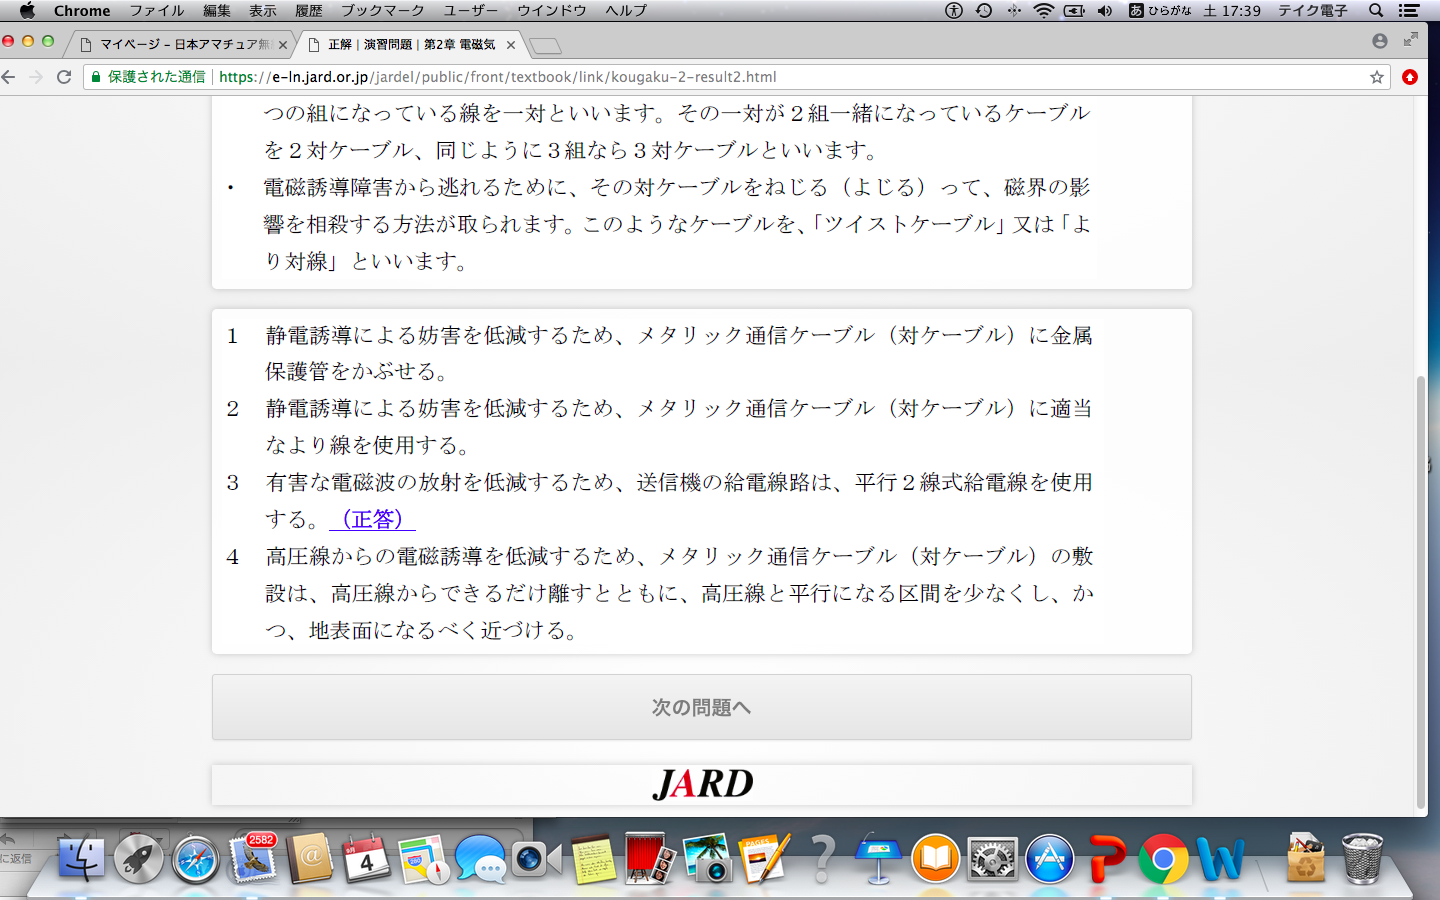 Chrome ファイル 編集 表示 履歴 ブックマーク ユーザー ウインドウ ヘルプ あ ひらがな 土 17:39 テイク電子
マイページ – 日本アマチュア無 正解 | 演習問題 | 第2章 電磁気
保護された通信 https://e-ln.jard.or.jp/jardel/public/front/textbook/link/kougaku-2-result2.html
つの組になっている線を一対といいます。その一対が２組一緒になっているケーブル
を２対ケーブル、同じように３組なら３対ケーブルといいます。
・ 電磁誘導障害から逃れるために、その対ケーブルをねじる（よじる）って、磁界の影
響を相殺する方法が取られます。このようなケーブルを、「ツイストケーブル」又は「よ
り対線」といいます。
1 静電誘導による妨害を低減するため、メタリック通信ケーブル（対ケーブル）に金属
保護管をかぶせる。
2 静電誘導による妨害を低減するため、メタリック通信ケーブル（対ケーブル）に適当
なより線を使用する。
3 有害な電磁波の放射を低減するため、送信機の給電線路は、平行２線式給電線を使用
する。（正答）
4 高圧線からの電磁誘導を低減するため、メタリック通信ケーブル（対ケーブル）の敷
設は、高圧線からできるだけ離すとともに、高圧線と平行になる区間を少なくし、か
つ、地表面になるべく近づける。
次の問題へ
JARD
に返信
2582
9月
4
280
PAGES
?